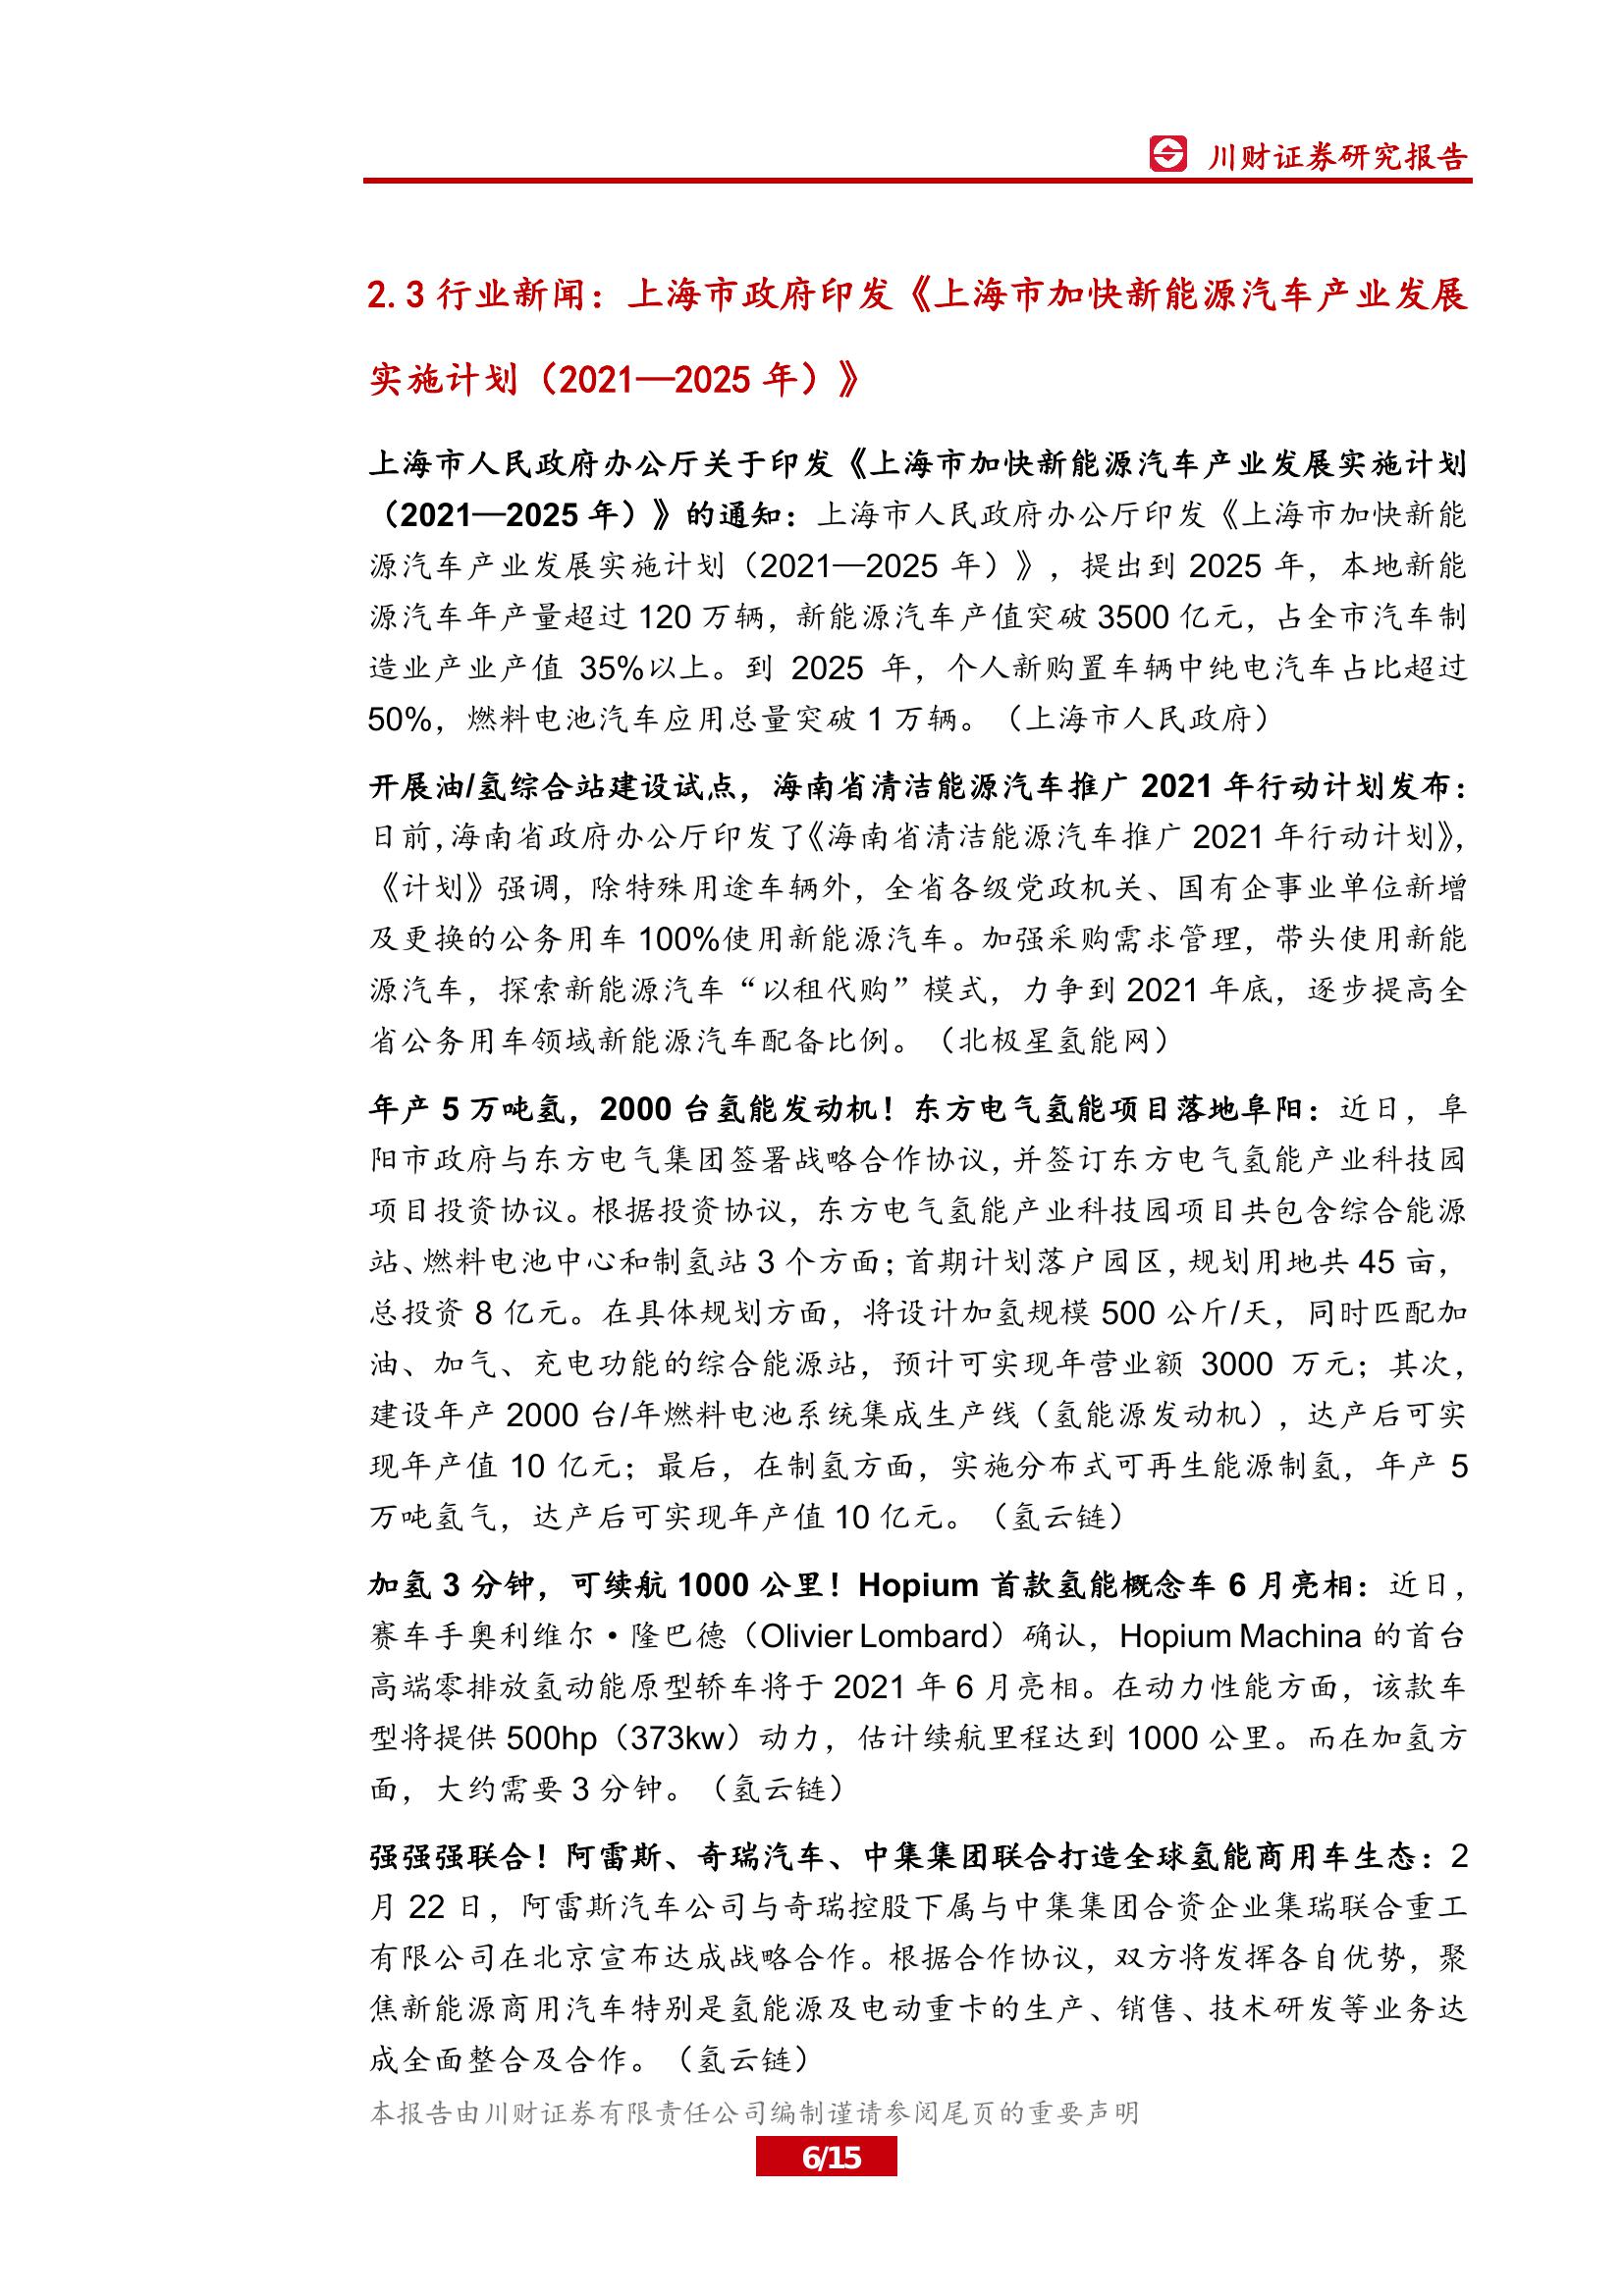 川财证券研究报告
2.3 行业新闻：上海市政府印发《上海市加快新能源汽车产业发展
实施计划（2021—2025 年）》
上海市人民政府办公厅关于印发《上海市加快新能源汽车产业发展实施计划
（2021—2025 年）》的通知：上海市人民政府办公厅印发《上海市加快新能
源汽车产业发展实施计划（2021—2025 年）》，提出到 2025 年，本地新能
源汽车年产量超过 120 万辆，新能源汽车产值突破 3500 亿元，占全市汽车制
造业产业产值 35%以上。到 2025 年，个人新购置车辆中纯电汽车占比超过
50%，燃料电池汽车应用总量突破 1 万辆。（上海市人民政府）
开展油/氢综合站建设试点，海南省清洁能源汽车推广 2021 年行动计划发布：
日前，海南省政府办公厅印发了《海南省清洁能源汽车推广 2021 年行动计划》，
《计划》强调，除特殊用途车辆外，全省各级党政机关、国有企事业单位新增
及更换的公务用车 100%使用新能源汽车。加强采购需求管理，带头使用新能
源汽车，探索新能源汽车“以租代购”模式，力争到 2021 年底，逐步提高全
省公务用车领域新能源汽车配备比例。（北极星氢能网）
年产 5 万吨氢，2000 台氢能发动机！东方电气氢能项目落地阜阳：近日，阜
阳市政府与东方电气集团签署战略合作协议，并签订东方电气氢能产业科技园
项目投资协议。根据投资协议，东方电气氢能产业科技园项目共包含综合能源
站、燃料电池中心和制氢站 3 个方面；首期计划落户园区，规划用地共 45 亩，
总投资 8 亿元。在具体规划方面，将设计加氢规模 500 公斤/天，同时匹配加
油、加气、充电功能的综合能源站，预计可实现年营业额 3000 万元；其次，
建设年产 2000 台/年燃料电池系统集成生产线（氢能源发动机），达产后可实
现年产值 10 亿元；最后，在制氢方面，实施分布式可再生能源制氢，年产 5
万吨氢气，达产后可实现年产值 10 亿元。（氢云链）
加氢 3 分钟，可续航 1000 公里！Hopium 首款氢能概念车 6 月亮相：近日，
赛车手奥利维尔·隆巴德（Olivier Lombard）确认，Hopium Machina 的首台
高端零排放氢动能原型轿车将于 2021 年 6 月亮相。在动力性能方面，该款车
型将提供 500hp（373kw）动力，估计续航里程达到 1000 公里。而在加氢方
面，大约需要 3 分钟。（氢云链）
强强强联合！阿雷斯、奇瑞汽车、中集集团联合打造全球氢能商用车生态：2
月 22 日，阿雷斯汽车公司与奇瑞控股下属与中集集团合资企业集瑞联合重工
有限公司在北京宣布达成战略合作。根据合作协议，双方将发挥各自优势，聚
焦新能源商用汽车特别是氢能源及电动重卡的生产、销售、技术研发等业务达
成全面整合及合作。（氢云链）
本报告由川财证券有限责任公司编制谨请参阅尾页的重要声明
6/15